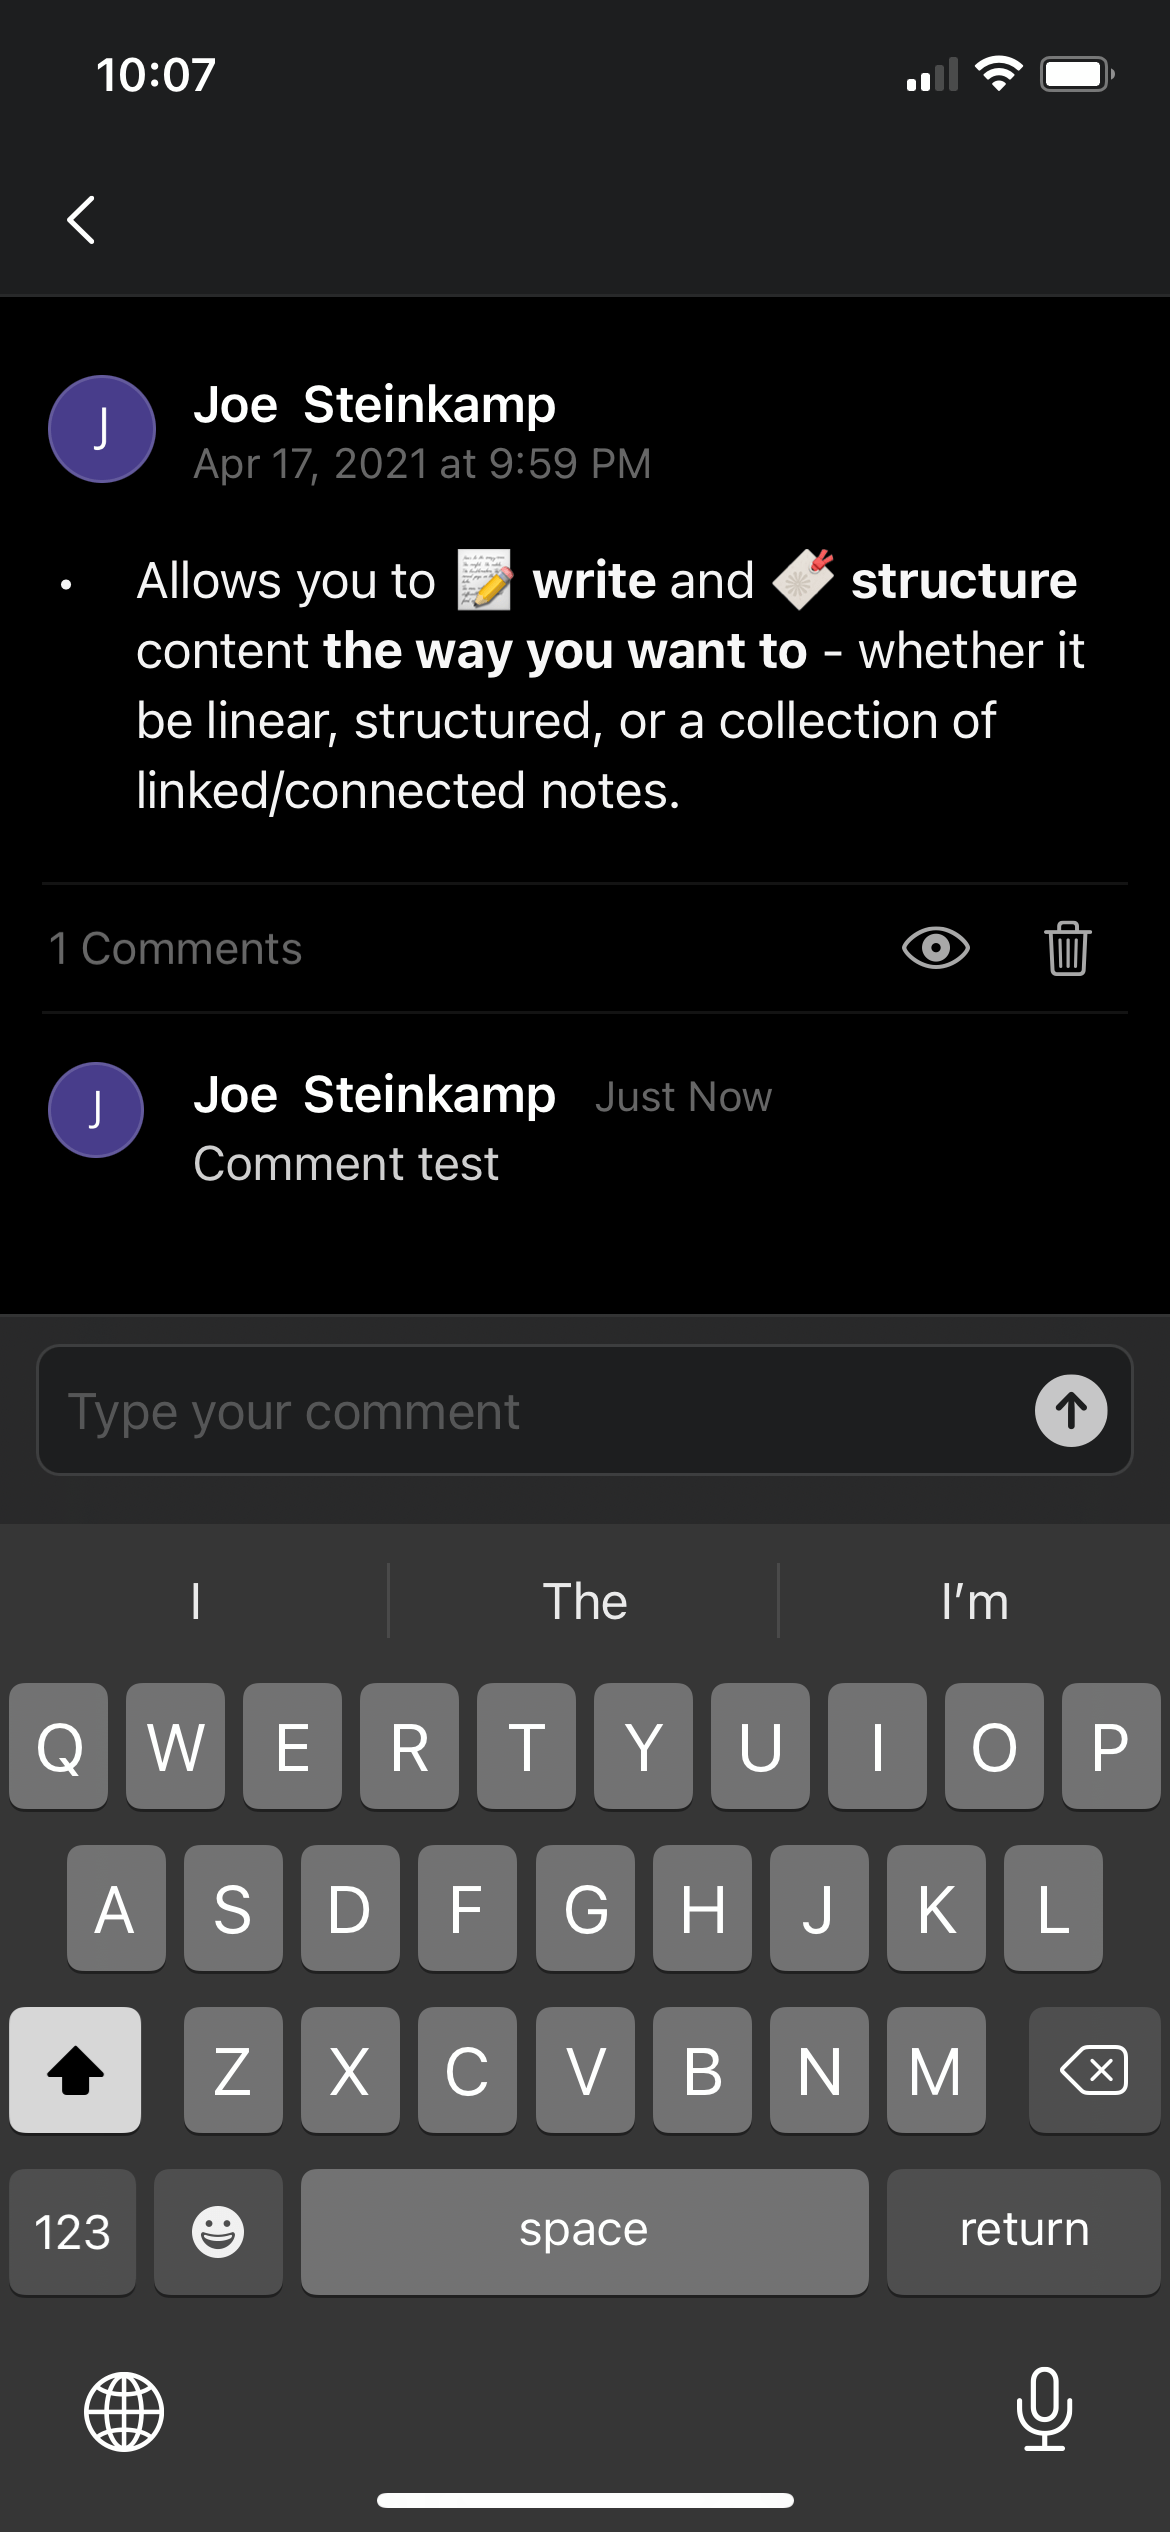 10:07
J
Joe  Steinkamp
Apr 17, 2021 at 9:59 PM
• Allows you to 📝 write and 🔖 structure
content the way you want to - whether it
be linear, structured, or a collection of
linked/connected notes.
1 Comments
J
Joe  Steinkamp Just Now
Comment test
Type your comment
I The I’m
Q W E R T Y U I O P
A S D F G H J K L
Z X C V B N M
123 space return